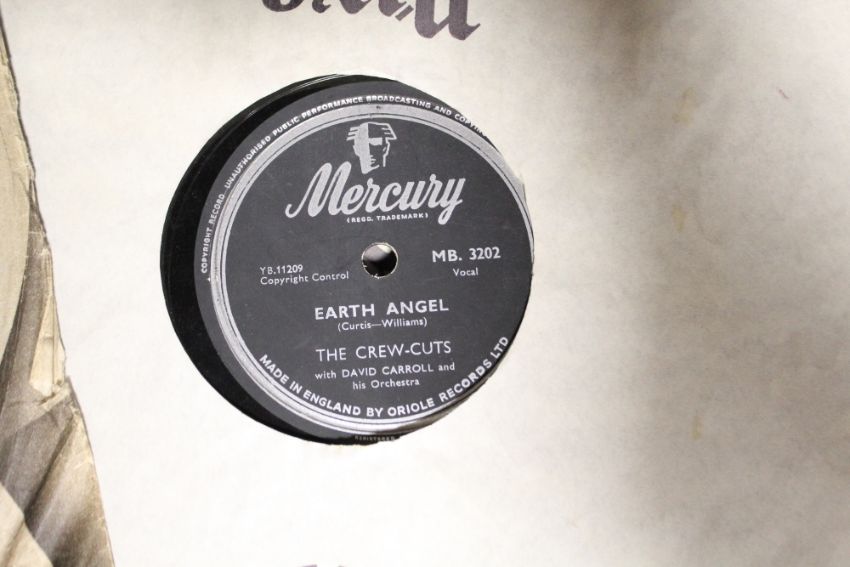 COPYRIGHT RECORD. UNAUTHORISED PUBLIC PERFORMANCE BROADCASTING AND
Mercury
(REGD. TRADEMARK)
YB.11209
Copyright Control
MB. 3202
Vocal
EARTH ANGEL
(Curtis—Williams)
THE CREW-CUTS
with DAVID CARROLL and
his Orchestra
MADE IN ENGLAND BY ORIOLE RECORDS LTD
REGISTERED